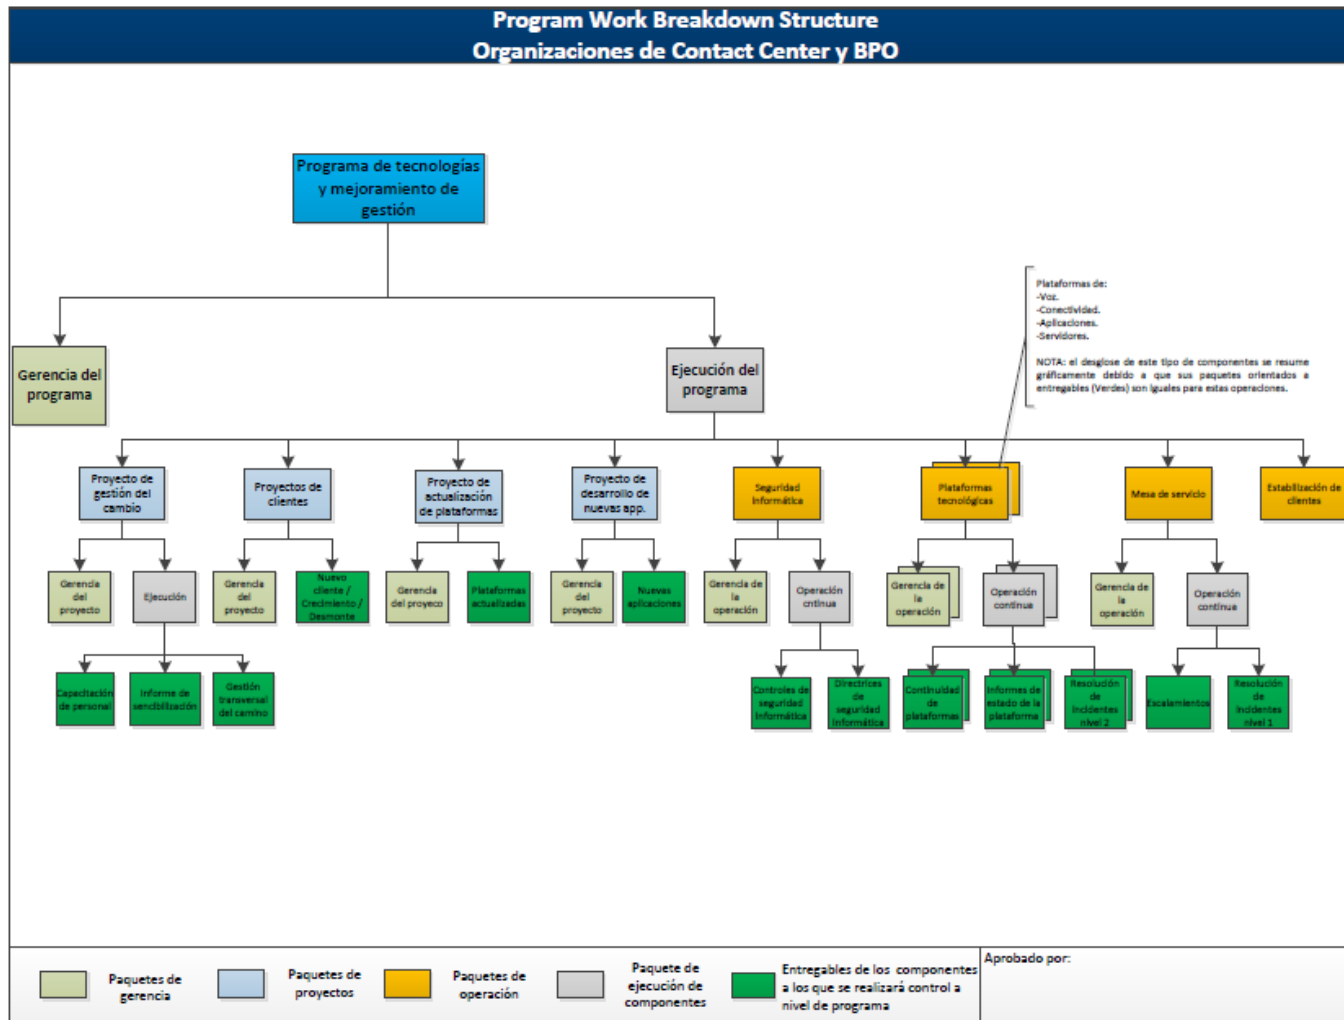 Program Work Breakdown Structure
Organizaciones de Contact Center y BPO
Programa de tecnologías
y mejoramiento de
gestión
Plataformas de:
-Voz.
-Conectividad.
-Aplicaciones.
-Servidores.
NOTA: el desglose de este tipo de componentes se resume
gráficamente debido a que sus paquetes orientados a
entregables (Verdes) son iguales para estas operaciones.
Gerencia del
programa
Ejecución del
programa
Proyecto de
gestión del
cambio
Proyectos de
clientes
Proyecto de
actualización
de plataformas
Proyecto de
desarrollo de
nuevas app.
Seguridad
informática
Plataformas
tecnológicas
Mesa de servicio
Estabilización de
clientes
Gerencia del
proyecto
Ejecución
Gerencia del
proyecto
Nuevo
cliente /
Crecimiento /
Desmonte
Gerencia
del proyeco
Plataformas
actualizadas
Gerencia del
proyecto
Nuevas
aplicaciones
Gerencia de
la operación
Operación
cntinua
Gerencia de la
operación
Operación
continua
Gerencia de la
operación
Operación
continua
Capacitación
de personal
Informe de
sencibilización
Gestión
transversal
del camino
Controles de
seguridad
informática
Directrices de
seguridad
informática
Continuidad
de
plataformas
Informes de
estado de la
plataforma
Resolución
de
incidentes
nivel 2
Escalamientos
Resolución
de
incidentes
nivel 1
Paquetes de
gerencia
Paquetes de
proyectos
Paquetes de
operación
Paquete de
ejecución de
componentes
Entregables de los componentes
a los que se realizará control a
nivel de programa
Aprobado por: